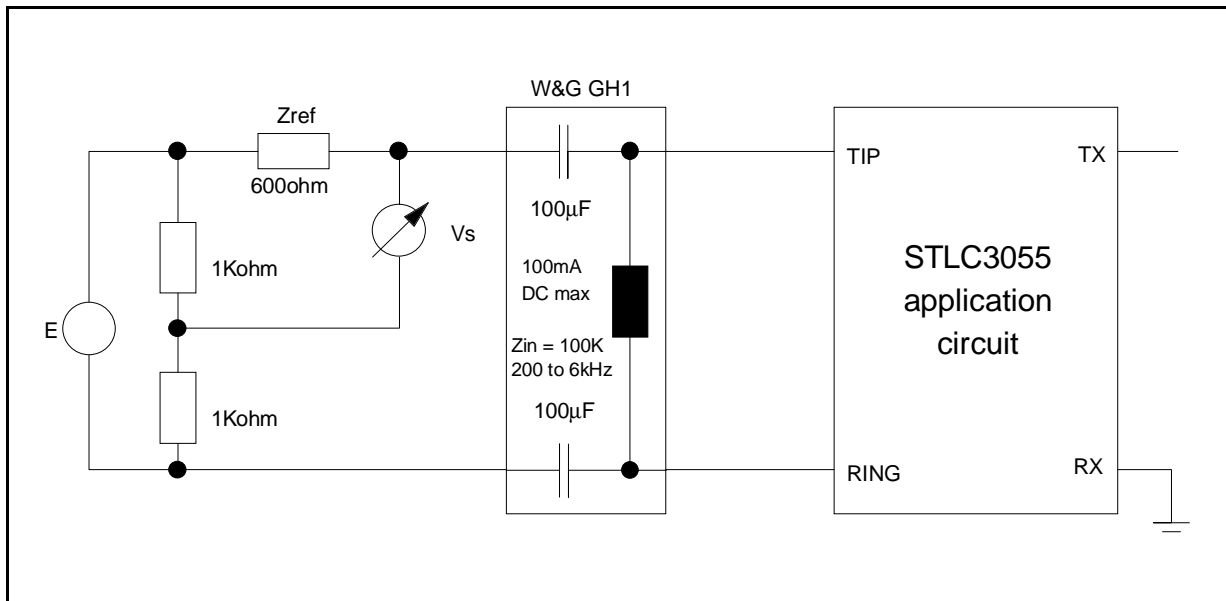 W&G GH1
Zref
600ohm
TIP
TX
100µF
Vs
1Kohm
100mA
DC max
STLC3055
application
circuit
E
Zin = 100K
200 to 6kHz
1Kohm
100µF
RING
RX